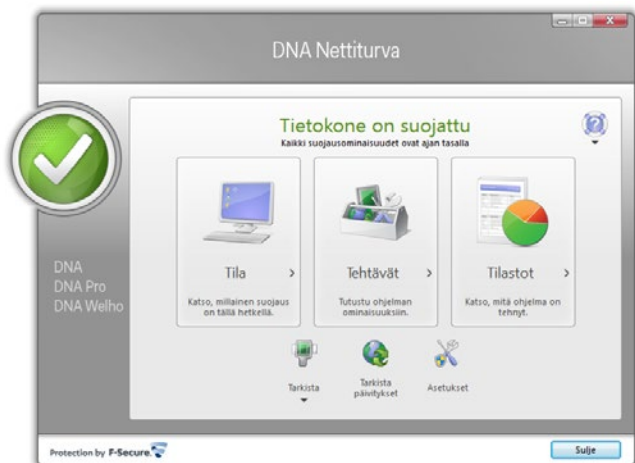 DNA Nettiturva
Tietokone on suojattu
Kaikki suojausominaisuudet ovat ajan tasalla
DNA
DNA Pro
DNA Welho
Tila
Katso, millainen suojaus
on tällä hetkellä.
Tehtävät
Tutustu ohjelman
ominaisuuksiin.
Tilastot
Katso, mitä ohjelma on
tehnyt.
Tarkista
Tarkista
päivitykset
Asetukset
Protection by F-Secure.
Sulje